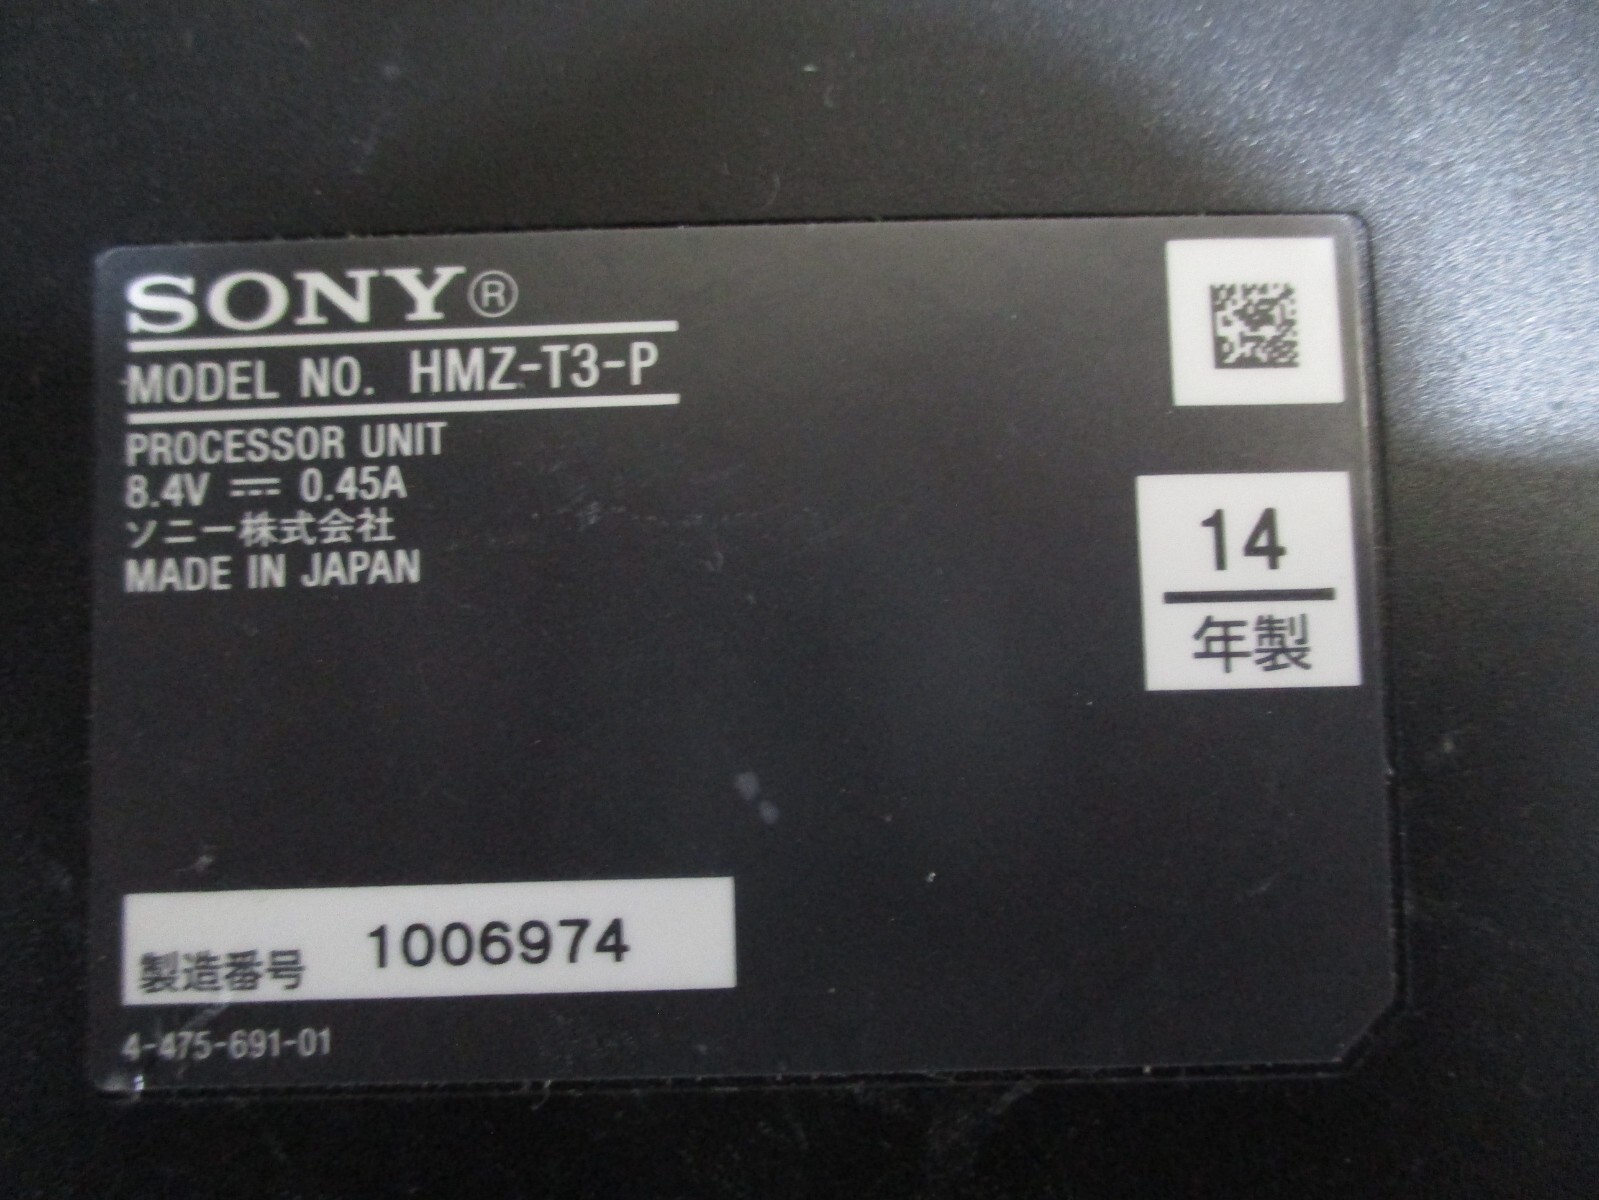 SONY®
MODEL NO. HMZ-T3-P
PROCESSOR UNIT
8.4V ⎓ 0.45A
ソニー株式会社
MADE IN JAPAN
14
年製
製造番号 1006974
4-475-691-01